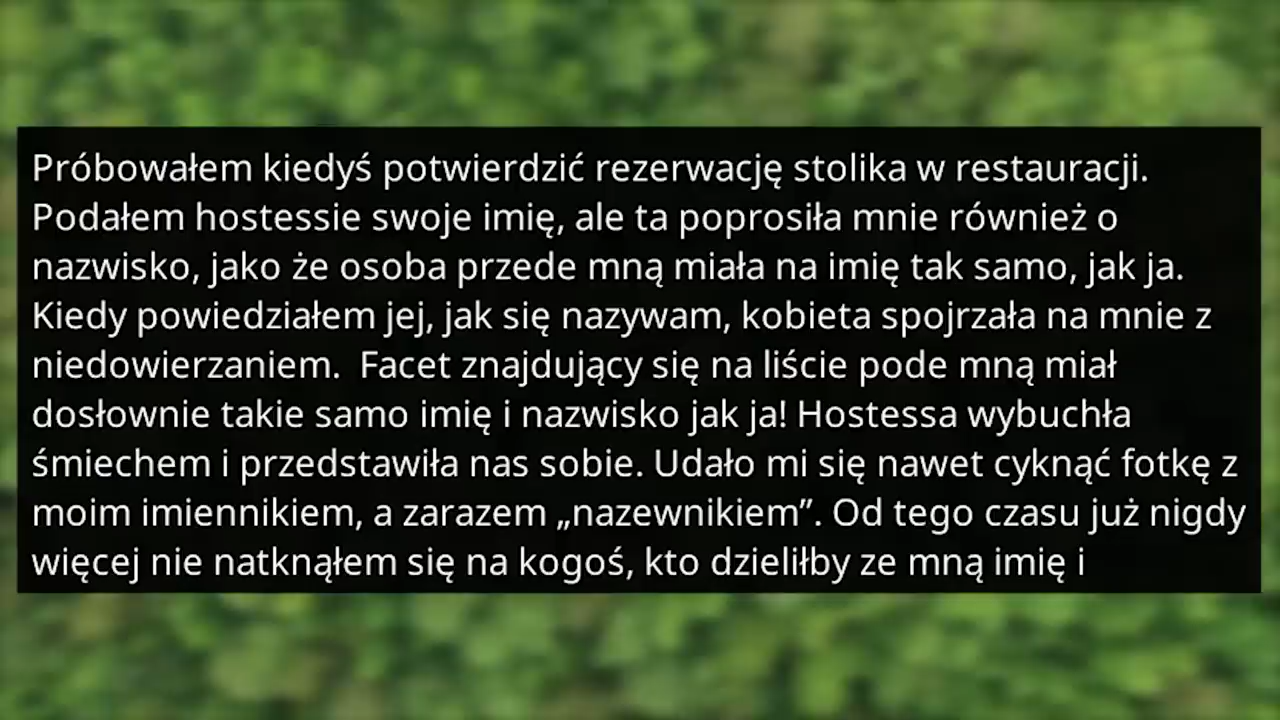 Próbowałem kiedyś potwierdzić rezerwację stolika w restauracji.
Podałem hostessie swoje imię, ale ta poprosiła mnie również o
nazwisko, jako że osoba przede mną miała na imię tak samo, jak ja.
Kiedy powiedziałem jej, jak się nazywam, kobieta spojrzała na mnie z
niedowierzaniem.  Facet znajdujący się na liście pode mną miał
dosłownie takie samo imię i nazwisko jak ja! Hostessa wybuchła
śmiechem i przedstawiła nas sobie. Udało mi się nawet cyknąć fotkę z
moim imiennikiem, a zarazem „nazewnikiem”. Od tego czasu już nigdy
więcej nie natknąłem się na kogoś, kto dzieliłby ze mną imię i